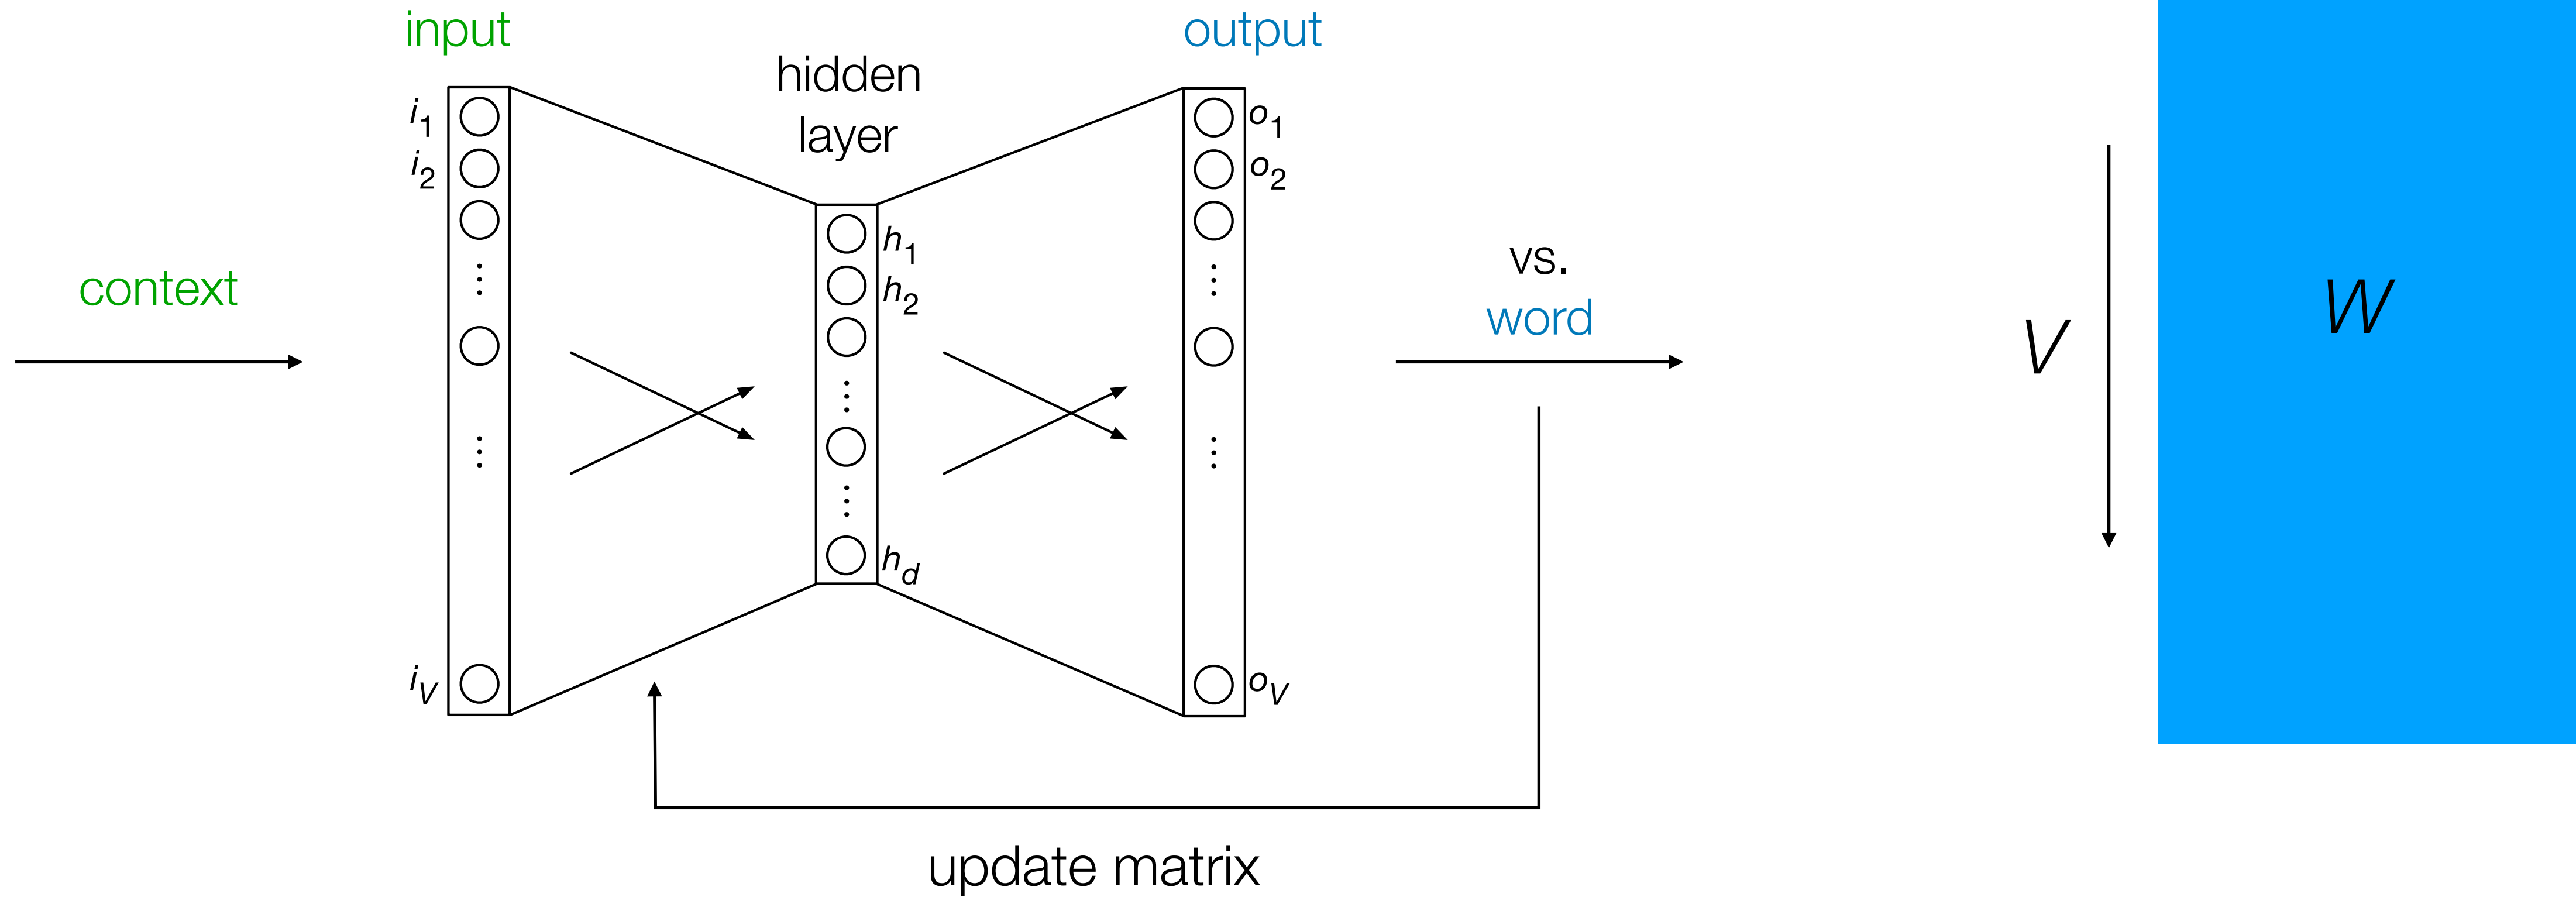 input
output
hidden
layer
i1
i2
iV
h1
h2
hd
o1
o2
oV
context
vs.
word
V
W
update matrix